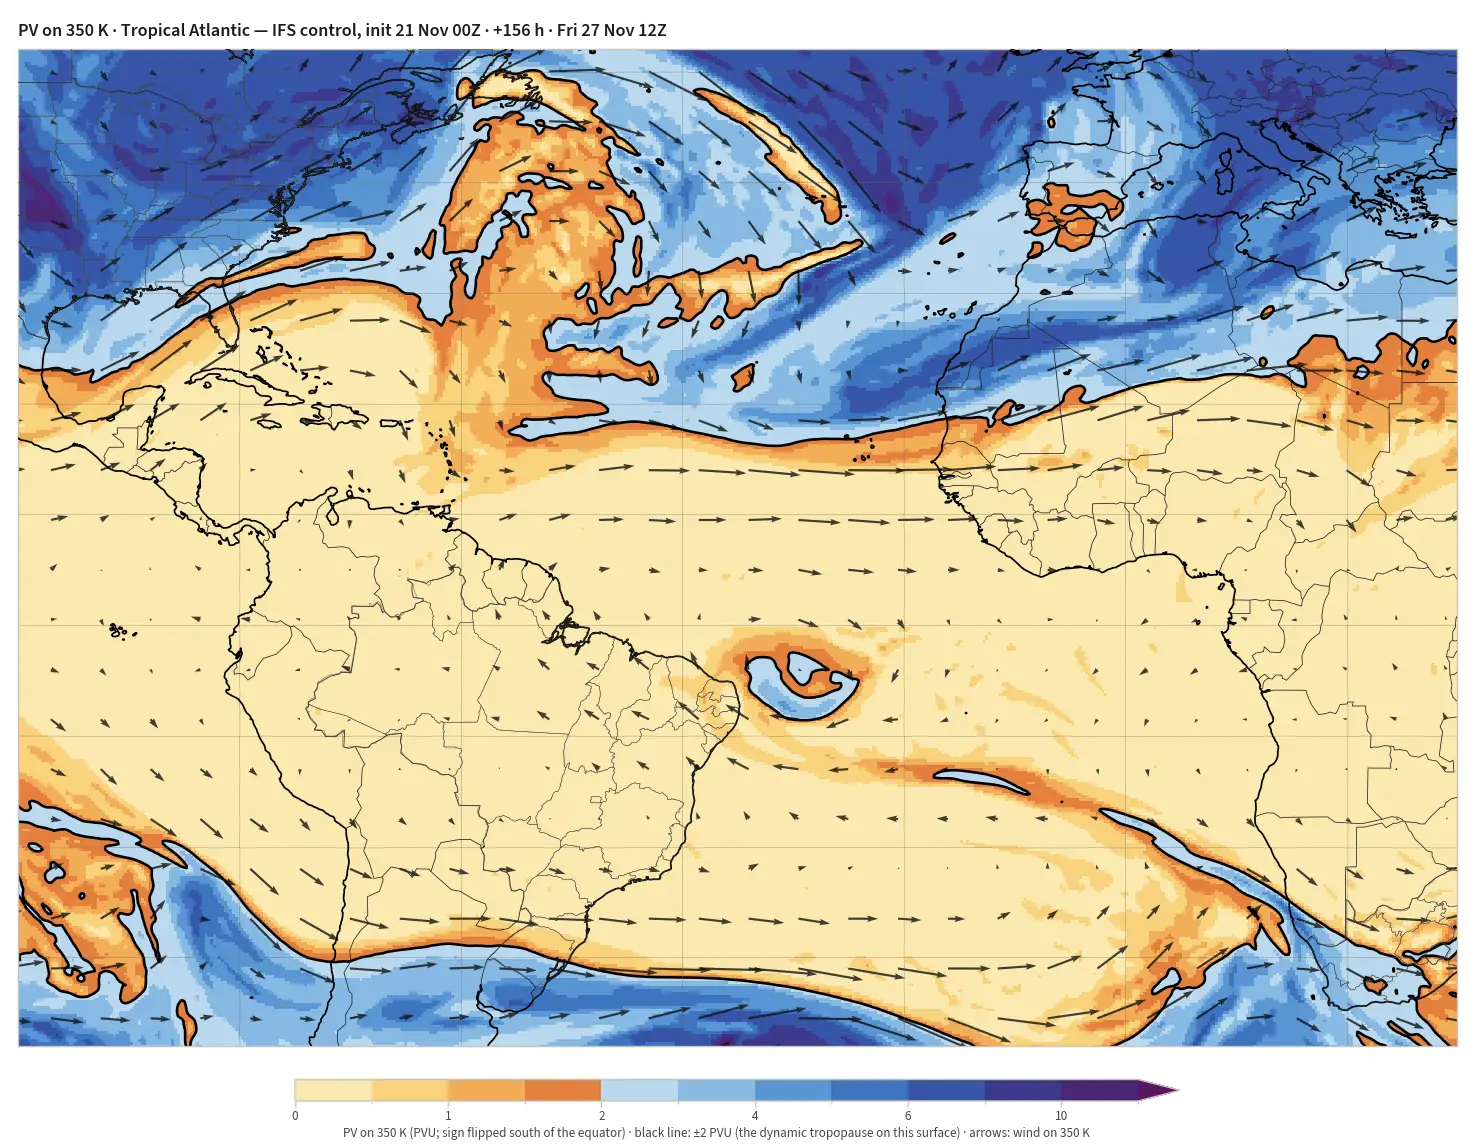 PV on 350 K · Tropical Atlantic — IFS control, init 21 Nov 00Z · +156 h · Fri 27 Nov 12Z
0 1 2 4 6 10
PV on 350 K (PVU; sign flipped south of the equator) · black line: ±2 PVU (the dynamic tropopause on this surface) · arrows: wind on 350 K